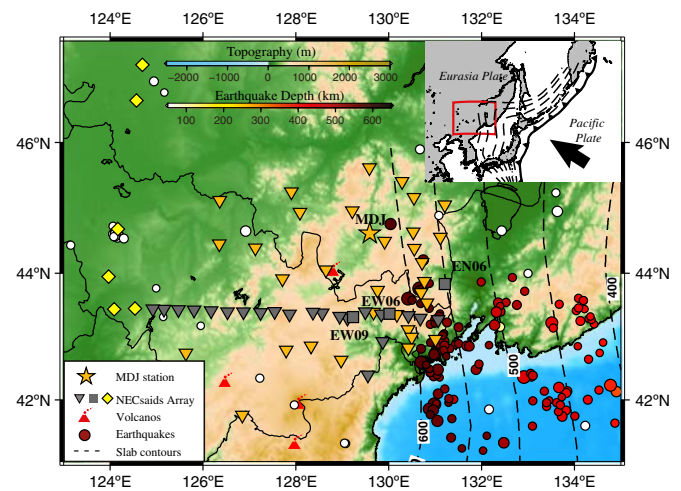 124°E 126°E 128°E 130°E 132°E 134°E
Topography (m)
−2000 −1000 0 1000 2000 3000
Earthquake Depth (km)
100 200 300 400 500 600
Eurasia Plate
Pacific
Plate
46°N 46°N
MDJ
EN06
44°N 44°N
400
EW06
EW09
500
MDJ station
NECsaids Array
Volcanos
Earthquakes
Slab contours
42°N 42°N
600
124°E 126°E 128°E 130°E 132°E 134°E